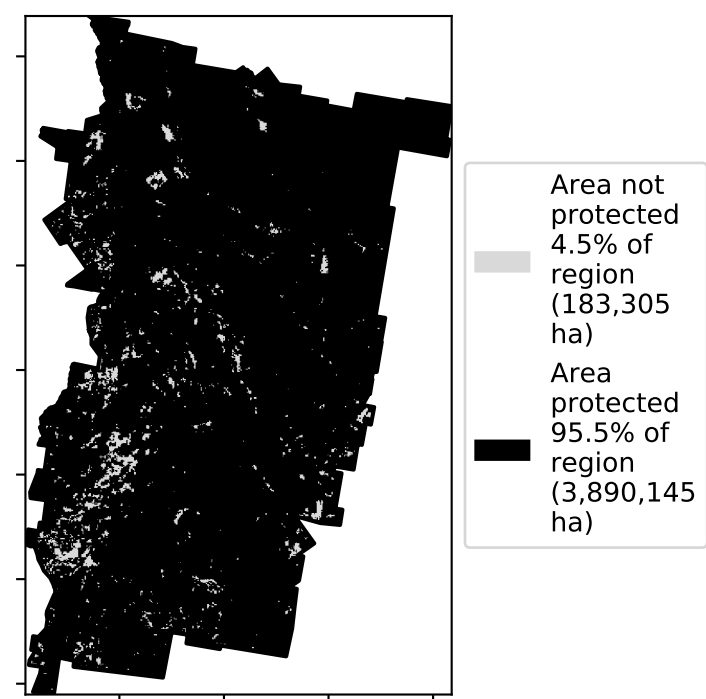 Area not
protected
4.5% of
region
(183,305
ha)
Area
protected
95.5% of
region
(3,890,145
ha)